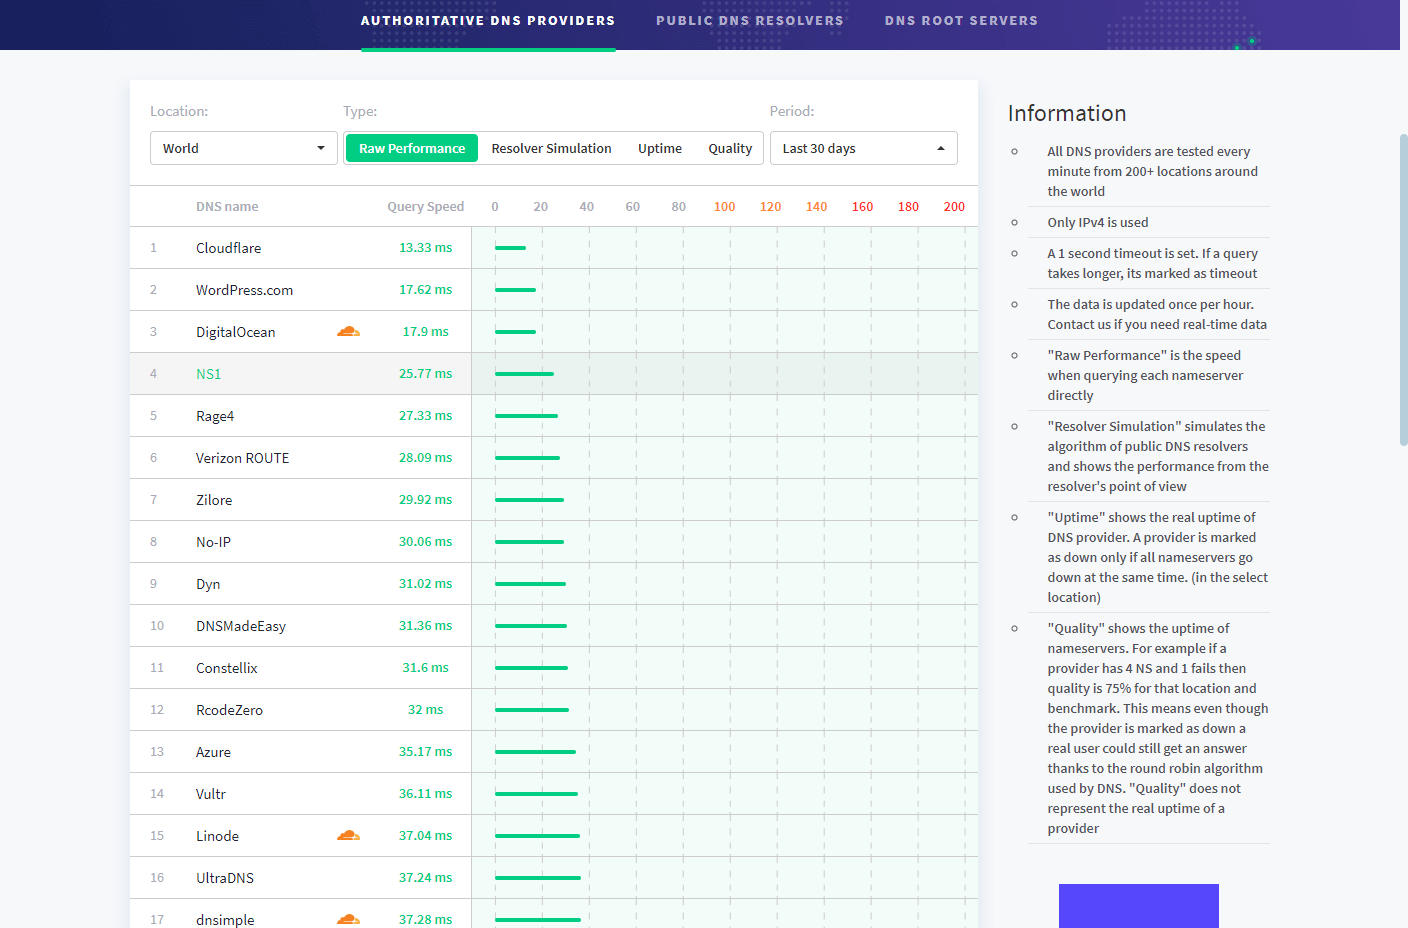 AUTHORITATIVE DNS PROVIDERS PUBLIC DNS RESOLVERS DNS ROOT SERVERS
Location: Type: Period:
World Raw Performance Resolver Simulation Uptime Quality Last 30 days
DNS name Query Speed 0 20 40 60 80 100 120 140 160 180 200
1 Cloudflare 13.33 ms
2 WordPress.com 17.62 ms
3 DigitalOcean 17.9 ms
4 NS1 25.77 ms
5 Rage4 27.33 ms
6 Verizon ROUTE 28.09 ms
7 Zilore 29.92 ms
8 No-IP 30.06 ms
9 Dyn 31.02 ms
10 DNSMadeEasy 31.36 ms
11 Constellix 31.6 ms
12 RcodeZero 32 ms
13 Azure 35.17 ms
14 Vultr 36.11 ms
15 Linode 37.04 ms
16 UltraDNS 37.24 ms
17 dnsimple 37.28 ms
Information
All DNS providers are tested every
minute from 200+ locations around
the world
Only IPv4 is used
A 1 second timeout is set. If a query
takes longer, its marked as timeout
The data is updated once per hour.
Contact us if you need real-time data
"Raw Performance" is the speed
when querying each nameserver
directly
"Resolver Simulation" simulates the
algorithm of public DNS resolvers
and shows the performance from the
resolver's point of view
"Uptime" shows the real uptime of
DNS provider. A provider is marked
as down only if all nameservers go
down at the same time. (in the select
location)
"Quality" shows the uptime of
nameservers. For example if a
provider has 4 NS and 1 fails then
quality is 75% for that location and
benchmark. This means even though
the provider is marked as down a
real user could still get an answer
thanks to the round robin algorithm
used by DNS. "Quality" does not
represent the real uptime of a
provider